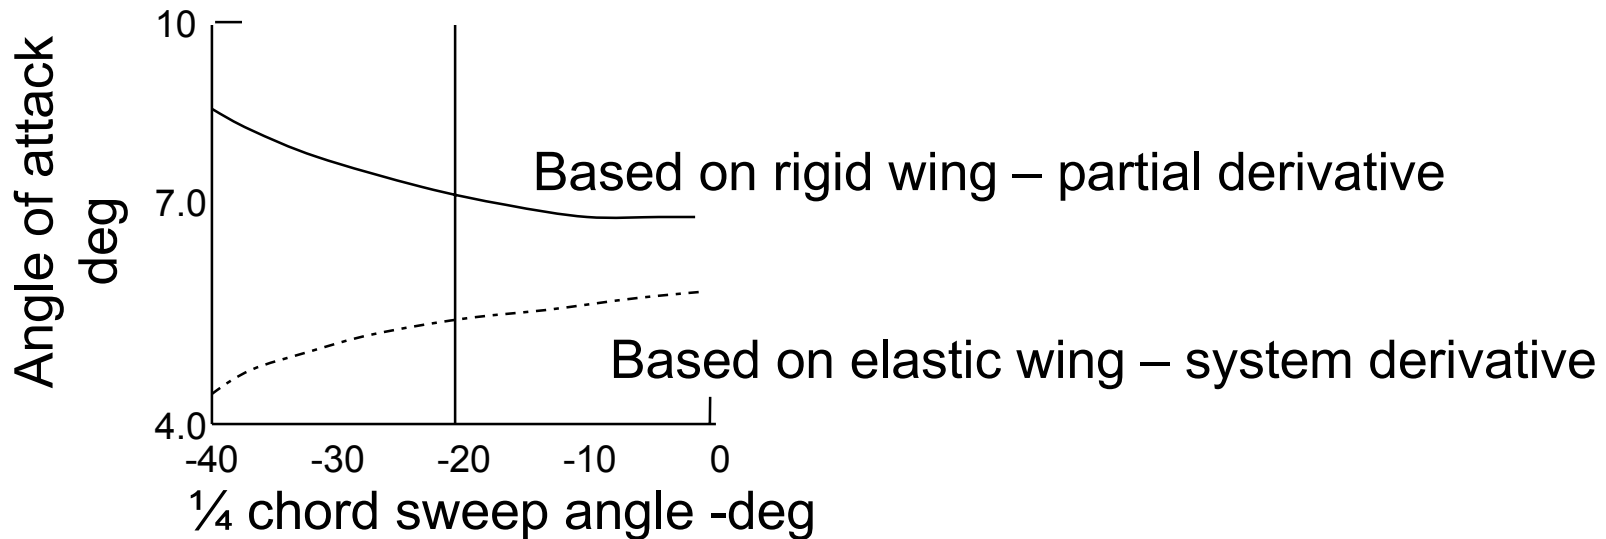 Angle of attack
deg
10
7.0
4.0
Based on rigid wing – partial derivative
Based on elastic wing – system derivative
-40 -30 -20 -10 0
¼ chord sweep angle -deg